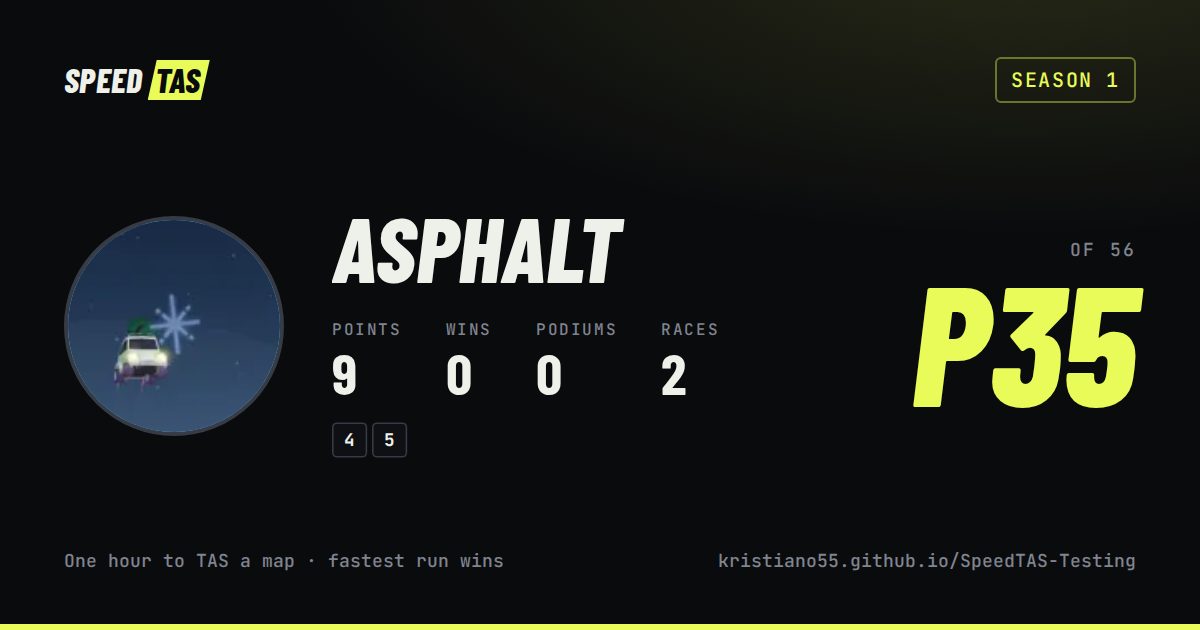 SPEED TAS
SEASON 1
ASPHALT
POINTS WINS PODIUMS RACES
9 0 0 2
4 5
OF 56
P35
One hour to TAS a map · fastest run wins
kristiano55.github.io/SpeedTAS-Testing